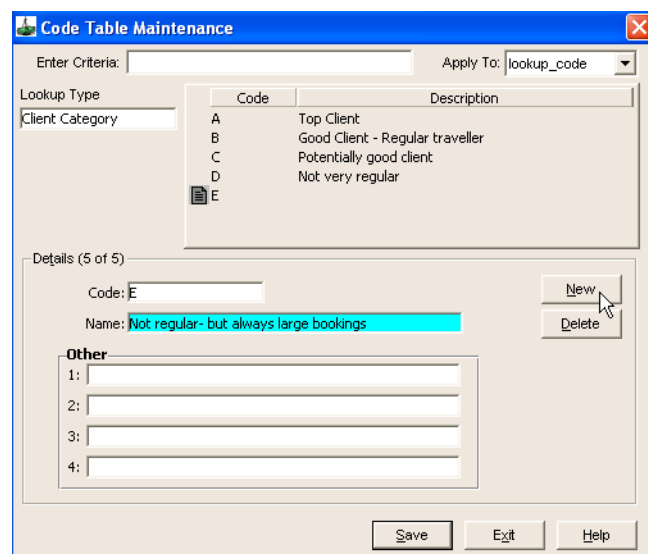 Code Table Maintenance
Enter Criteria:
Apply To: lookup_code
Lookup Type
Client Category
Code Description
A Top Client
B Good Client - Regular traveller
C Potentially good client
D Not very regular
E
Details (5 of 5)
Code: E
New
Name: Not regular- but always large bookings
Delete
Other
1:
2:
3:
4:
Save Exit Help